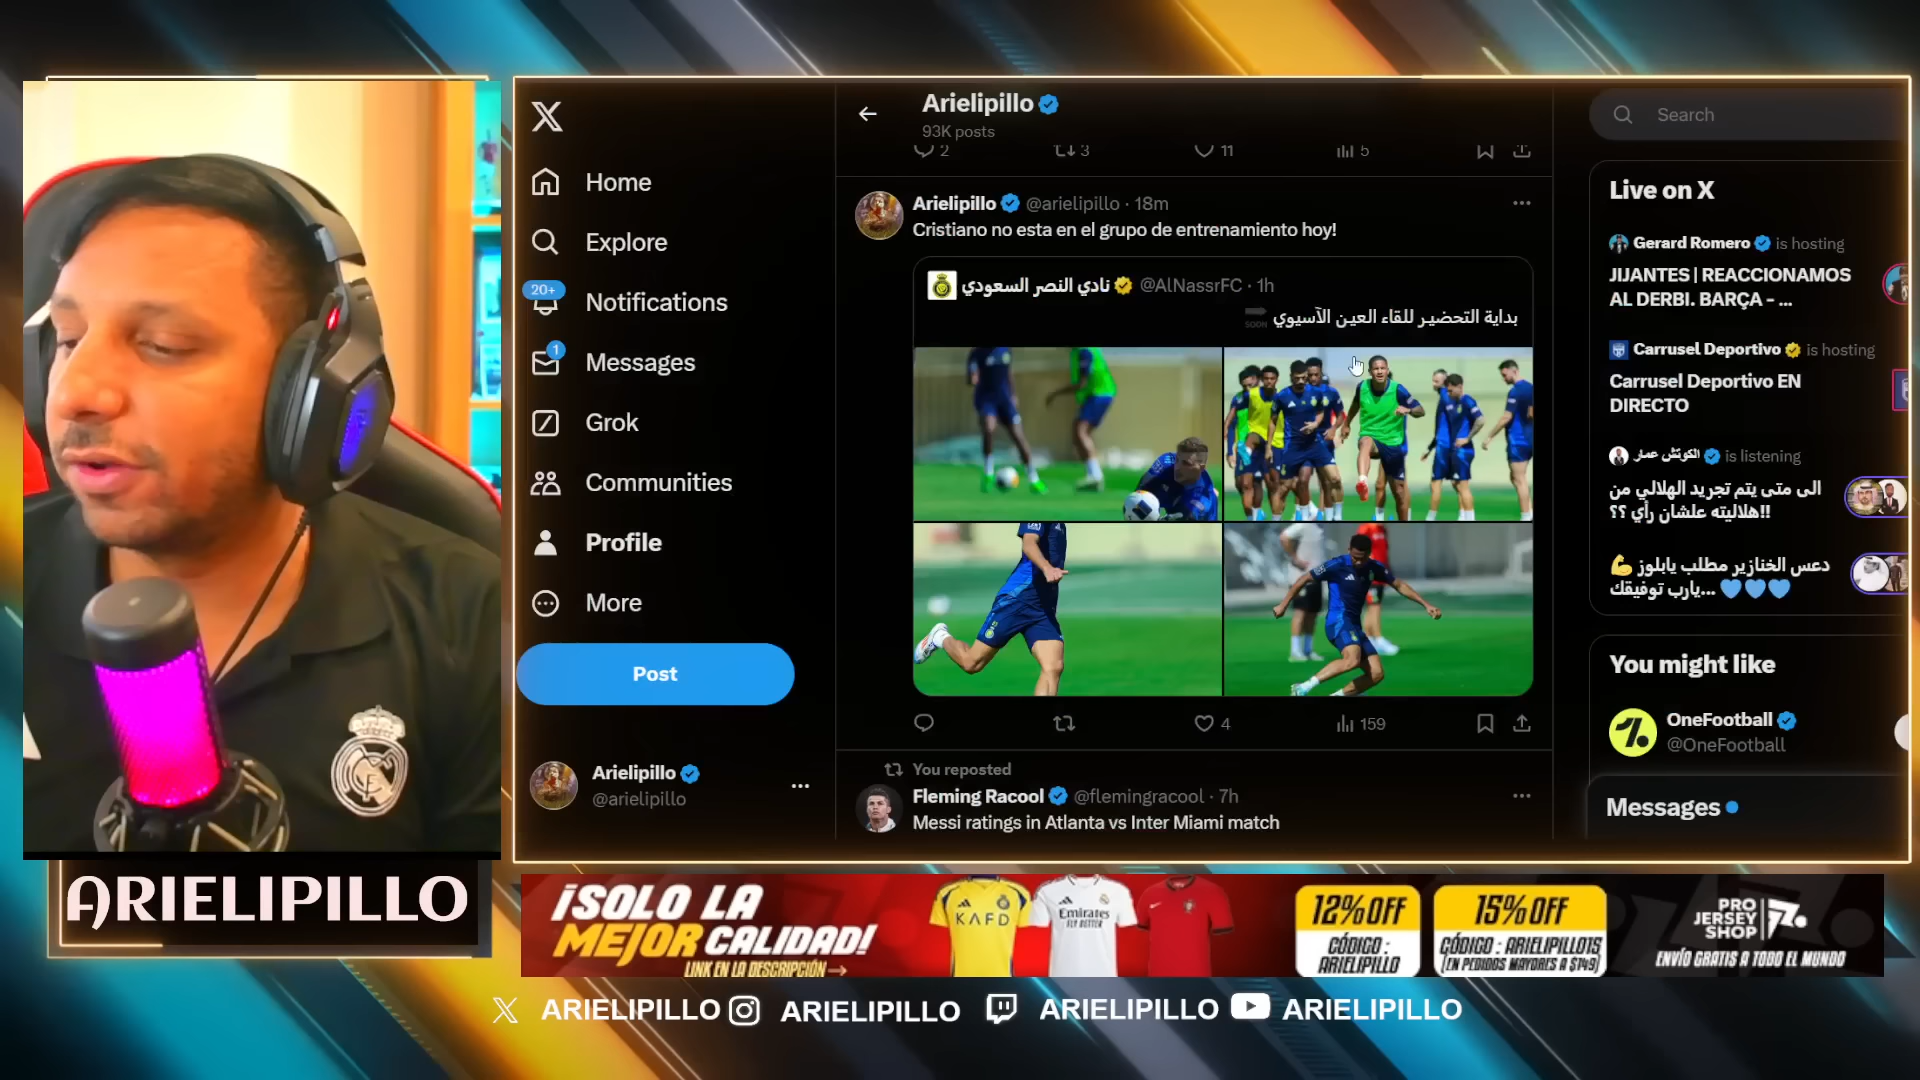 Home
Explore
20+
Notifications
1
Messages
Grok
Communities
Profile
More
Post
Arielipillo
@arielipillo
Arielipillo
93K posts
2 3 11 5
Arielipillo @arielipillo · 18m
Cristiano no esta en el grupo de entrenamiento hoy!
نادي النصر السعودي @AlNassrFC · 1h
بداية التحضير للقاء العين الآسيوي
SOON
4 159
You reposted
Fleming Racool @flemingracool · 7h
Messi ratings in Atlanta vs Inter Miami match
Search
Live on X
Gerard Romero is hosting
JIJANTES | REACCIONAMOS
AL DERBI. BARÇA - ...
Carrusel Deportivo is hosting
Carrusel Deportivo EN
DIRECTO
الكوتش عمار is listening
الى متى يتم تجريد الهلالي من
هلاليته علشان رأي ؟؟!!
دعس الخنازير مطلب يابلوز 💪
يارب توفيقك... 💙💙💙
You might like
OneFootball
@OneFootball
Messages
ARIELIPILLO
¡SOLO LA
MEJOR CALIDAD!
LINK EN LA DESCRIPCIÓN
KAFD
Emirates
FLY BETTER
12% OFF
CÓDIGO :
ARIELIPILLO
15% OFF
CÓDIGO : ARIELIPILLO15
(EN PEDIDOS MAYORES A $149)
PRO
JERSEY
SHOP
ENVÍO GRATIS A TODO EL MUNDO
ARIELIPILLO ARIELIPILLO ARIELIPILLO ARIELIPILLO